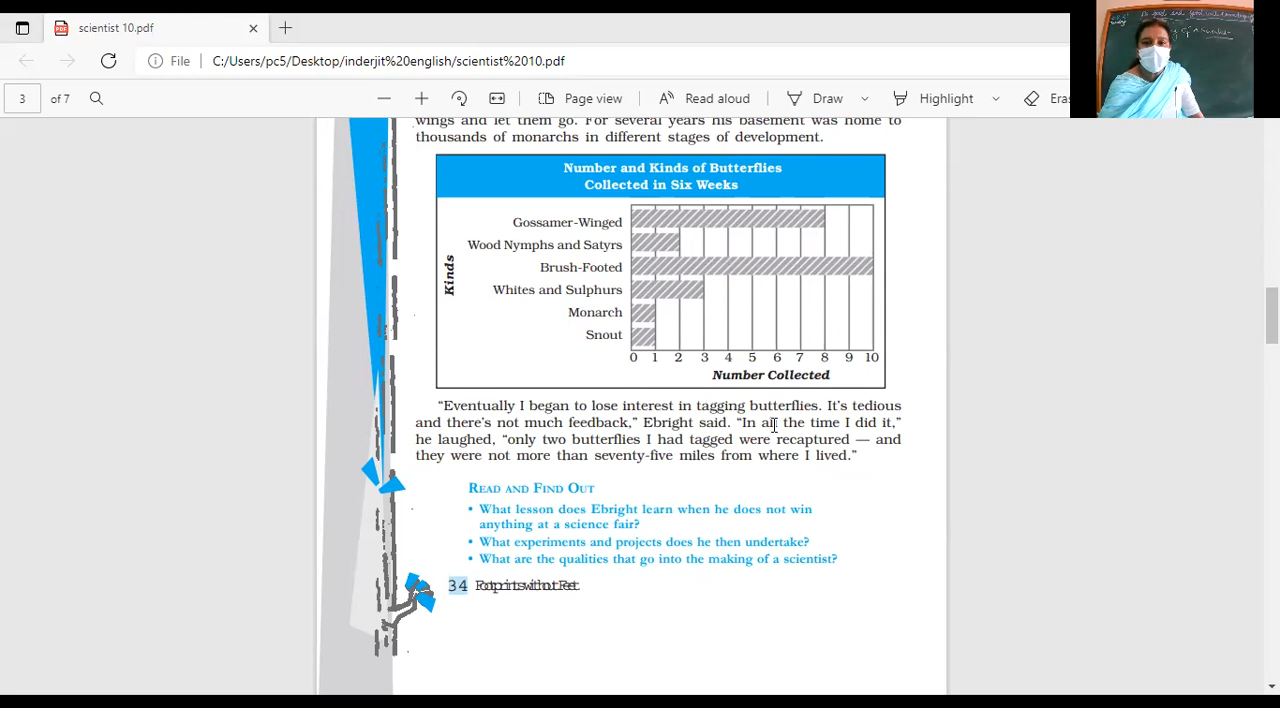 scientist 10.pdf
File C:/Users/pc5/Desktop/inderjit%20english/scientist%2010.pdf
3 of 7 Page view Read aloud Draw Highlight Eras
wings and let them go. For several years his basement was home to
thousands of monarchs in different stages of development.
Number and Kinds of Butterflies
Collected in Six Weeks
Kinds
Gossamer-Winged
Wood Nymphs and Satyrs
Brush-Footed
Whites and Sulphurs
Monarch
Snout
0 1 2 3 4 5 6 7 8 9 10
Number Collected
“Eventually I began to lose interest in tagging butterflies. It’s tedious
and there’s not much feedback,” Ebright said. “In all the time I did it,”
he laughed, “only two butterflies I had tagged were recaptured — and
they were not more than seventy-five miles from where I lived.”
READ AND FIND OUT
• What lesson does Ebright learn when he does not win
anything at a science fair?
• What experiments and projects does he then undertake?
• What are the qualities that go into the making of a scientist?
34 Footprints without Feet